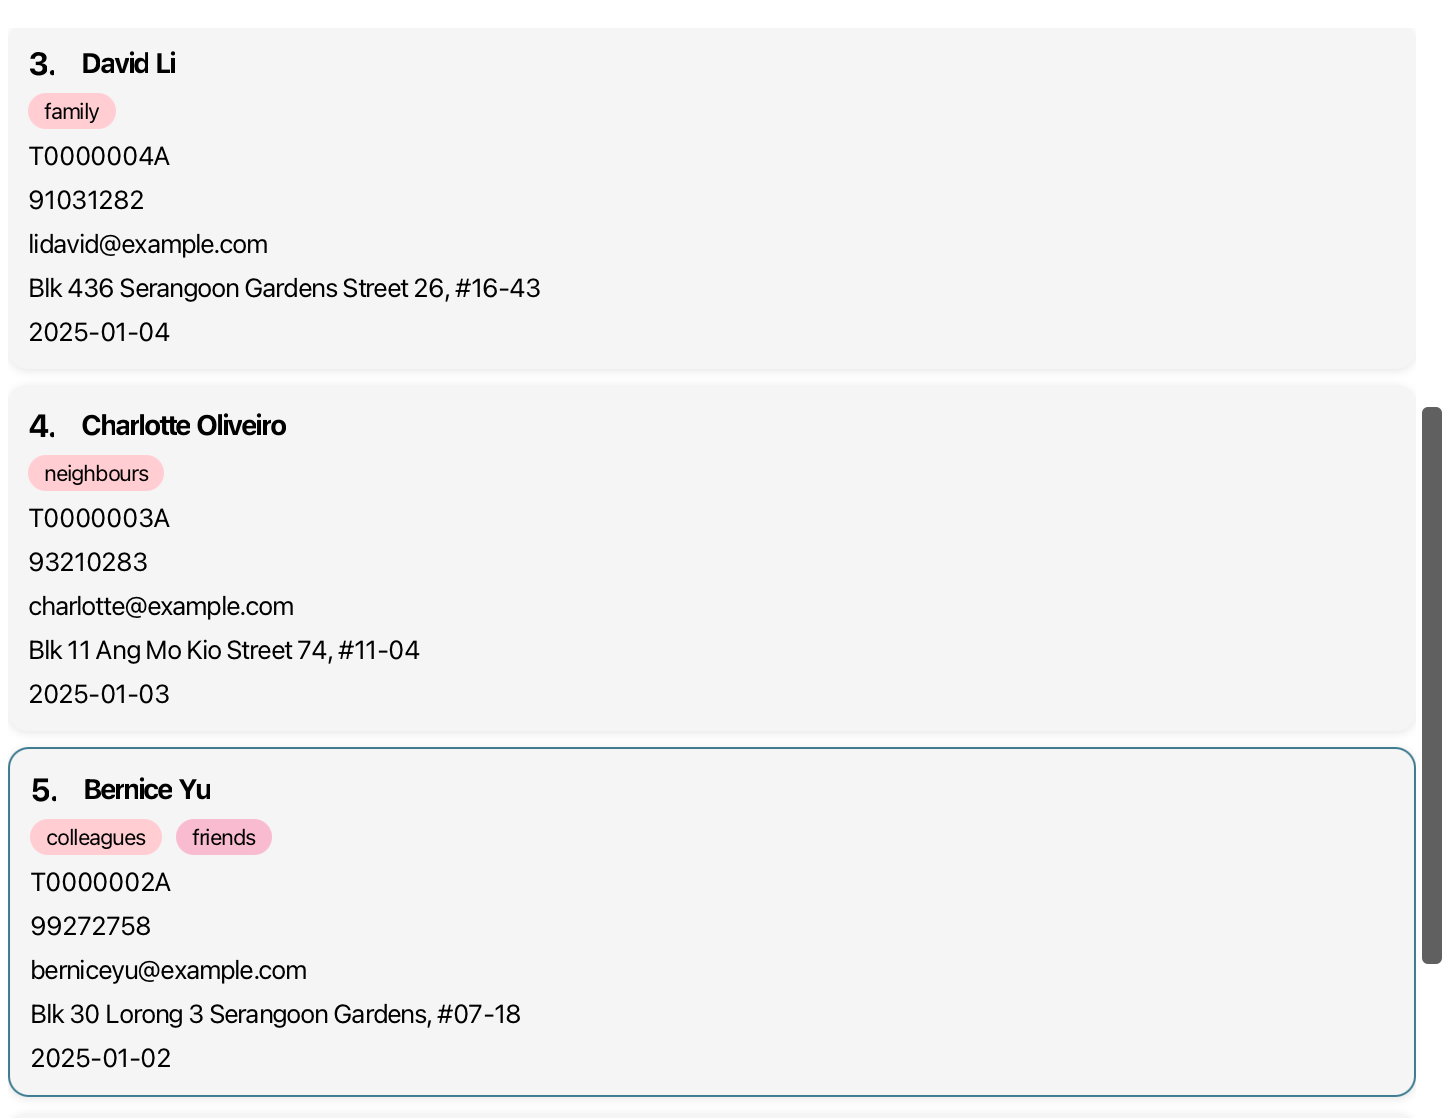 3. David Li
family
T0000004A
91031282
lidavid@example.com
Blk 436 Serangoon Gardens Street 26, #16-43
2025-01-04
4. Charlotte Oliveiro
neighbours
T0000003A
93210283
charlotte@example.com
Blk 11 Ang Mo Kio Street 74, #11-04
2025-01-03
5. Bernice Yu
colleagues friends
T0000002A
99272758
berniceyu@example.com
Blk 30 Lorong 3 Serangoon Gardens, #07-18
2025-01-02